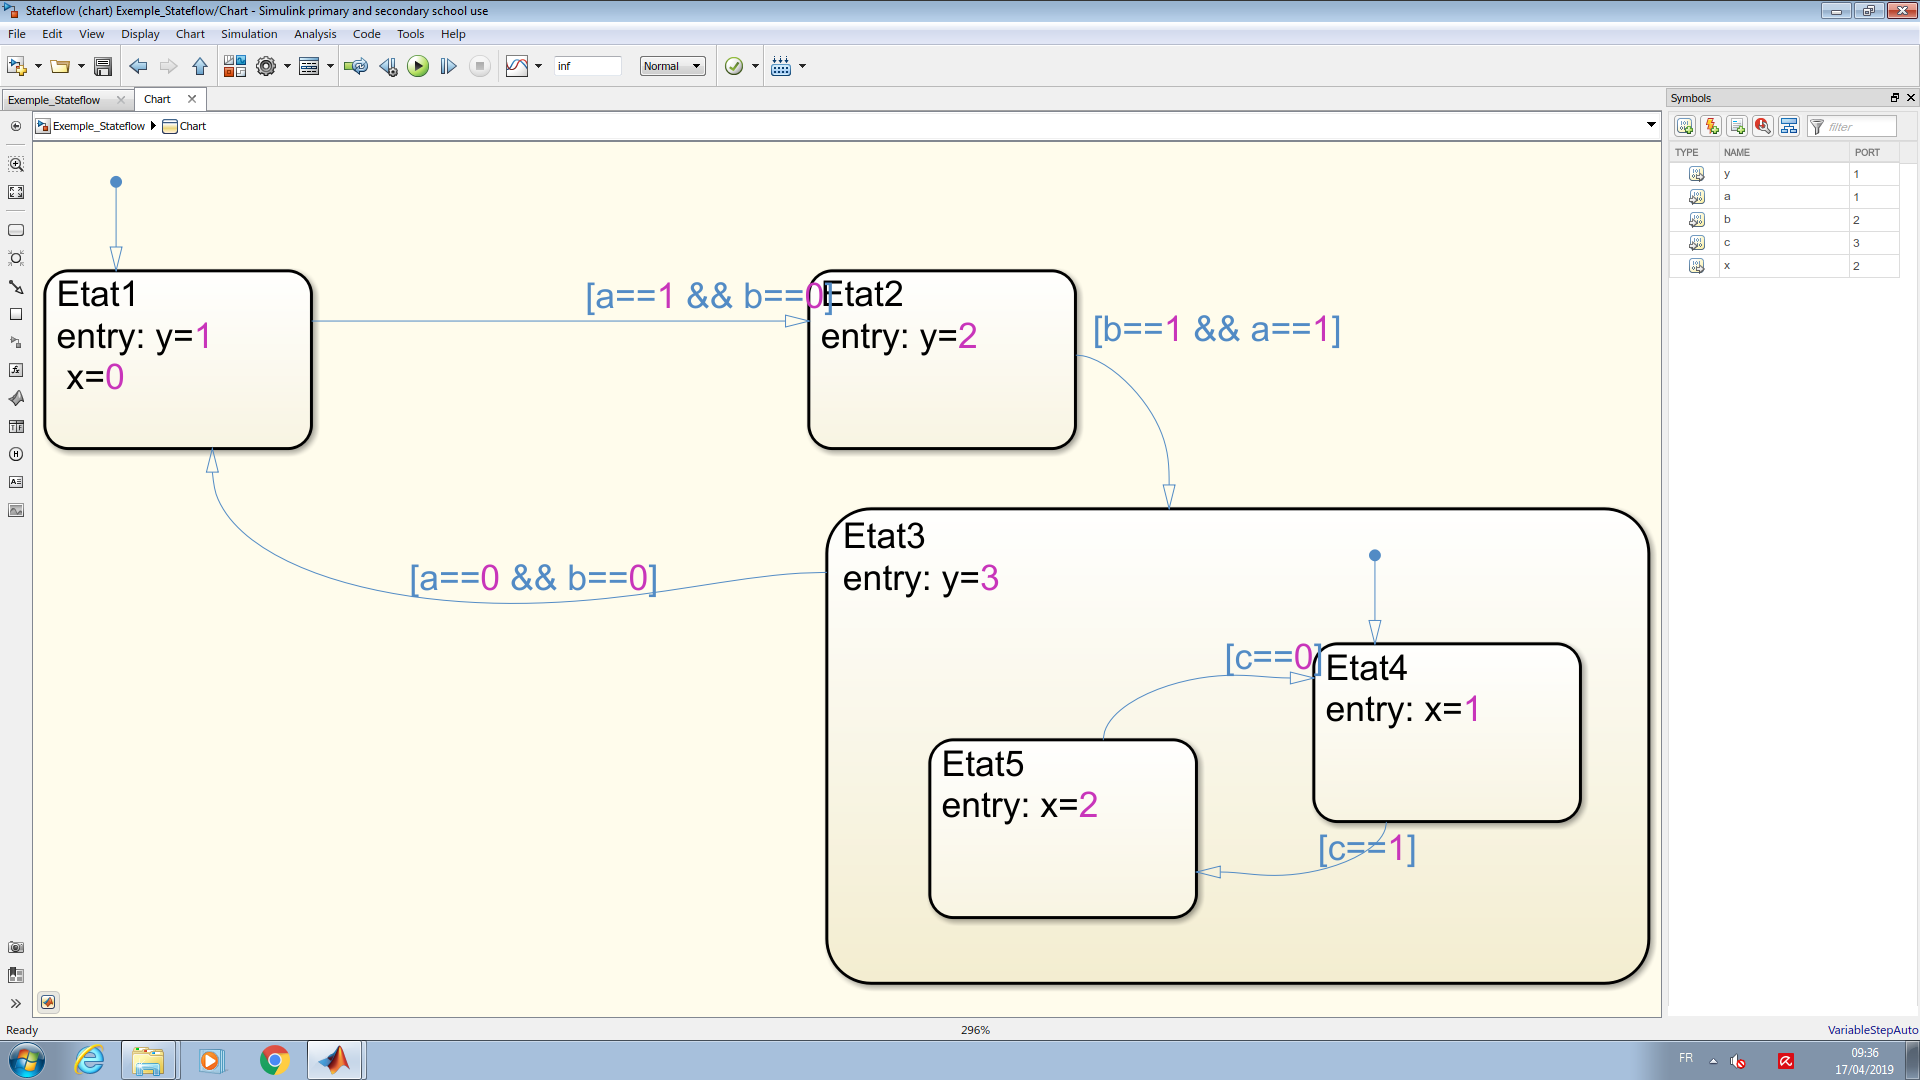 Stateflow (chart) Exemple_Stateflow/Chart - Simulink primary and secondary school use
File Edit View Display Chart Simulation Analysis Code Tools Help
inf Normal
Exemple_Stateflow Chart
Exemple_Stateflow Chart
Symbols
filter
TYPE NAME PORT
y 1
a 1
b 2
c 3
x 2
Etat1
entry: y=1
x=0
[a==1 && b==0]
Etat2
entry: y=2
[b==1 && a==1]
[a==0 && b==0]
Etat3
entry: y=3
[c==0]
Etat4
entry: x=1
Etat5
entry: x=2
[c==1]
Ready 296% VariableStepAuto
FR 09:36
17/04/2019